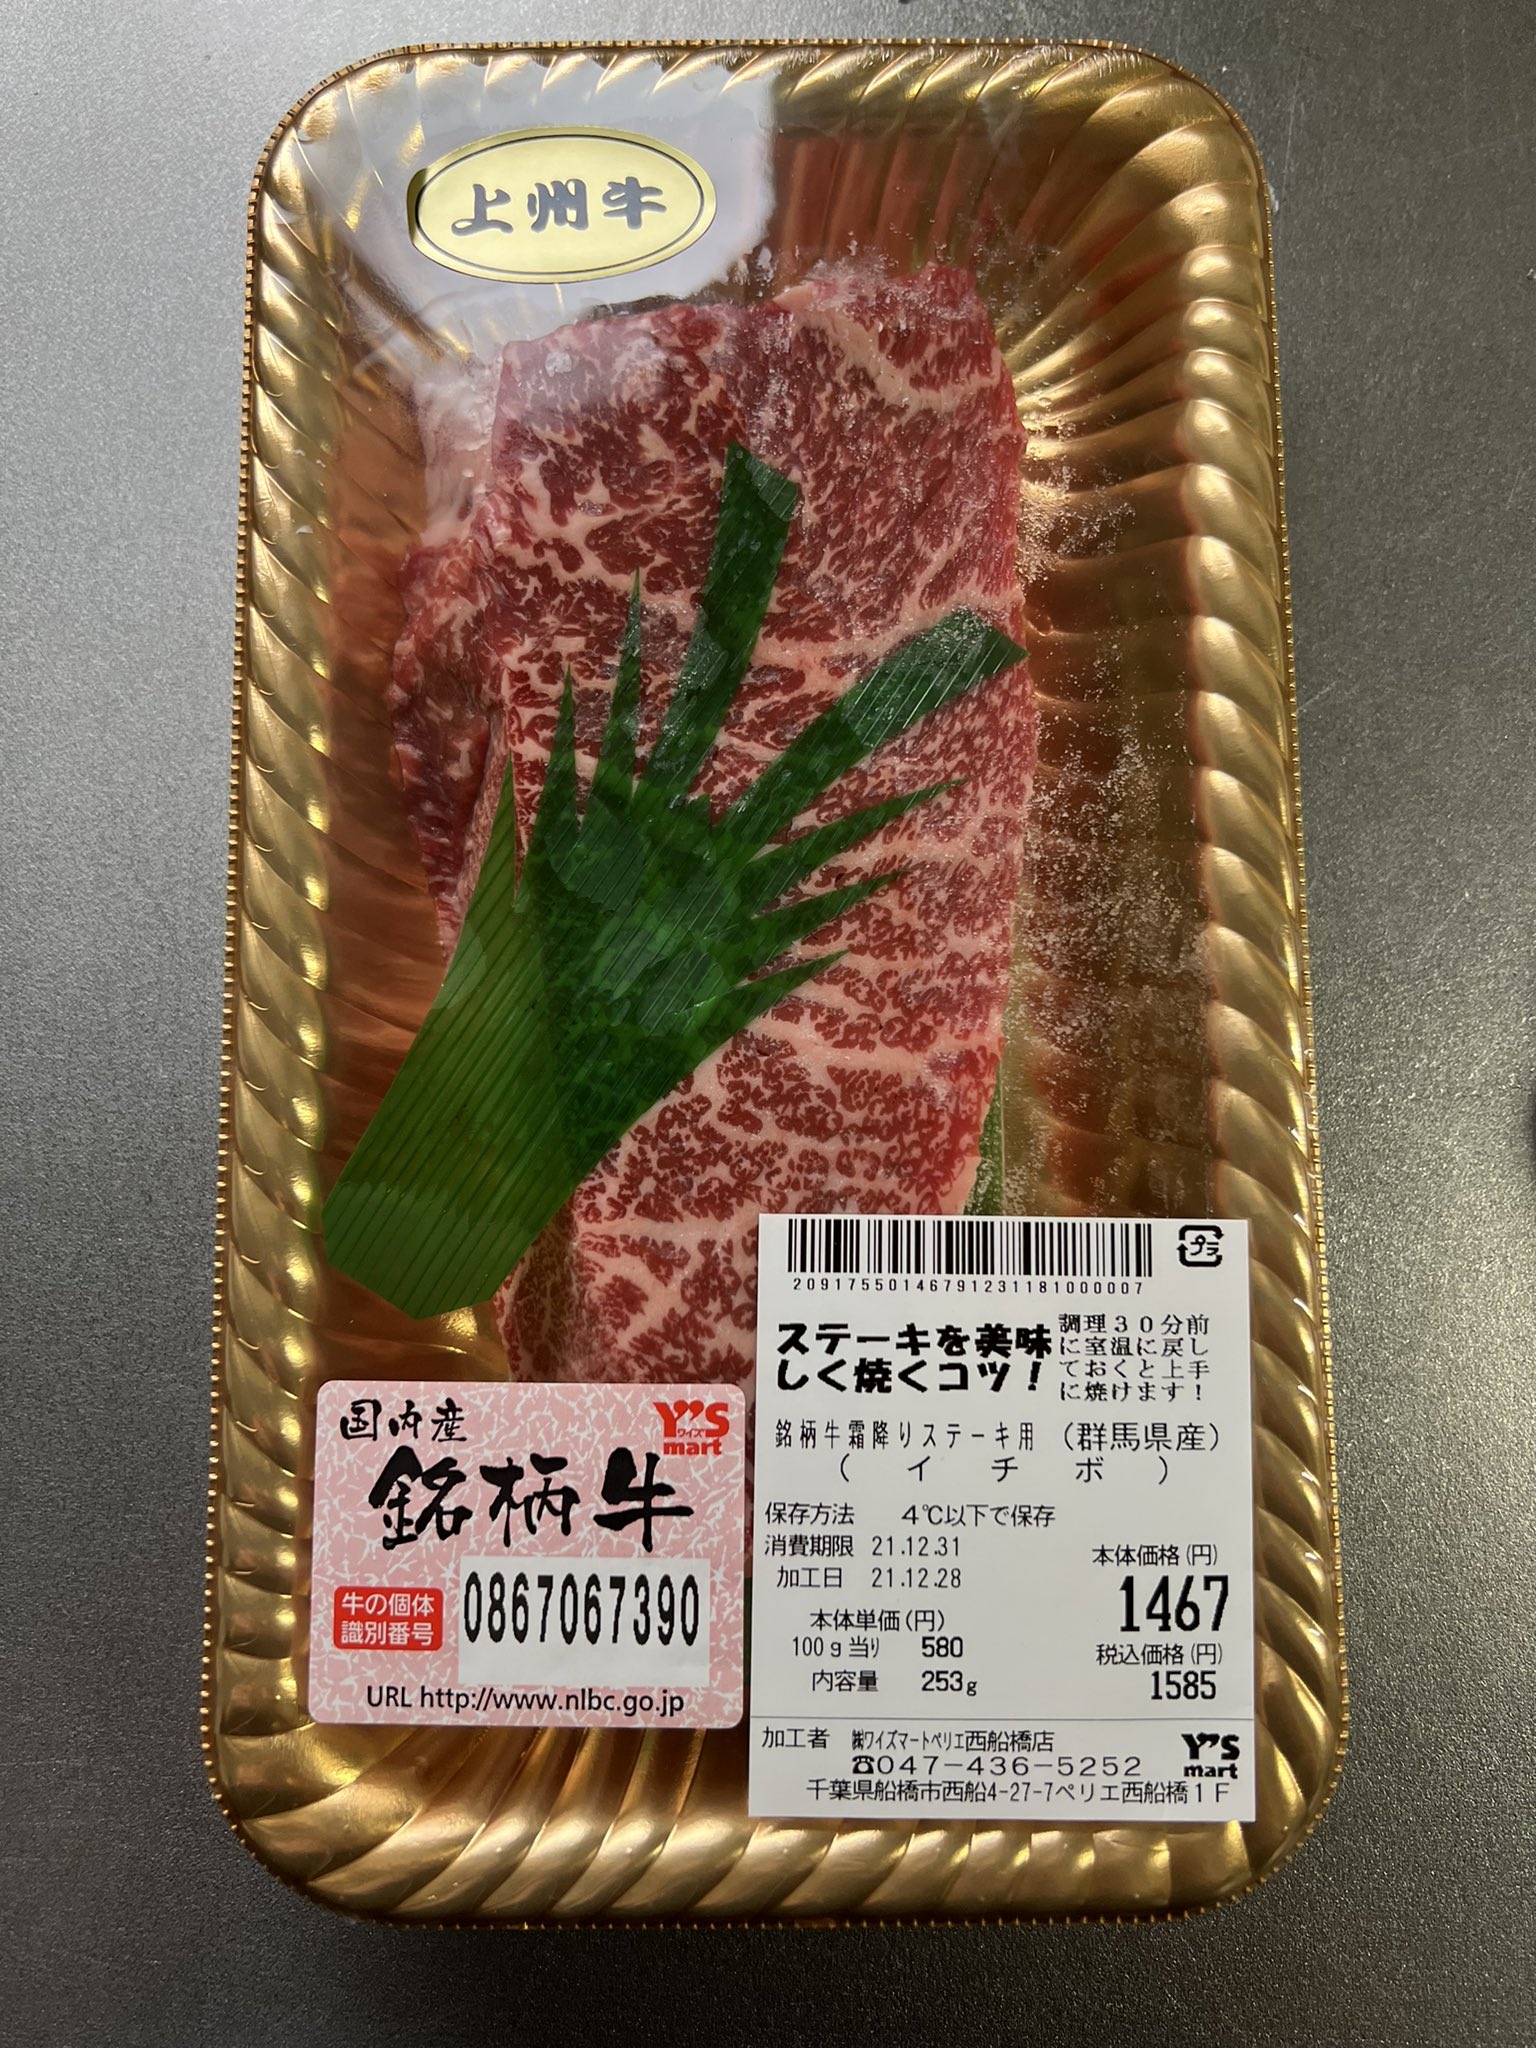 上州牛
20917550146791231181000007
プラ
ステーキを美味
しく焼くコツ！
調理３０分前
に室温に戻し
ておくと上手
に焼けます！
銘柄牛霜降りステーキ用（群馬県産）
（イチボ）
保存方法　４℃以下で保存
消費期限　21.12.31
加工日　21.12.28
本体価格(円)
1467
本体単価(円)
100g当り　580
税込価格(円)
1585
内容量　253g
加工者　㈱ワイズマートペリエ西船橋店
☎047-436-5252
千葉県船橋市西船4-27-7ペリエ西船橋１Ｆ
Y'S
mart
国内産
Y'S
ワイズ
mart
銘柄牛
牛の個体
識別番号
0867067390
URL http://www.nlbc.go.jp